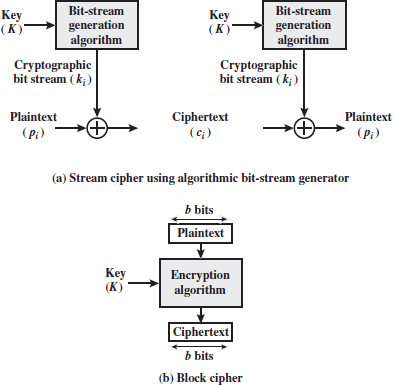 Key
(K)
Bit-stream
generation
algorithm
Cryptographic
bit stream (kᵢ)
Plaintext
(pᵢ)
Key
(K)
Bit-stream
generation
algorithm
Cryptographic
bit stream (kᵢ)
Ciphertext
(cᵢ)
Plaintext
(pᵢ)
(a) Stream cipher using algorithmic bit-stream generator
b bits
Plaintext
Key
(K)
Encryption
algorithm
Ciphertext
b bits
(b) Block cipher